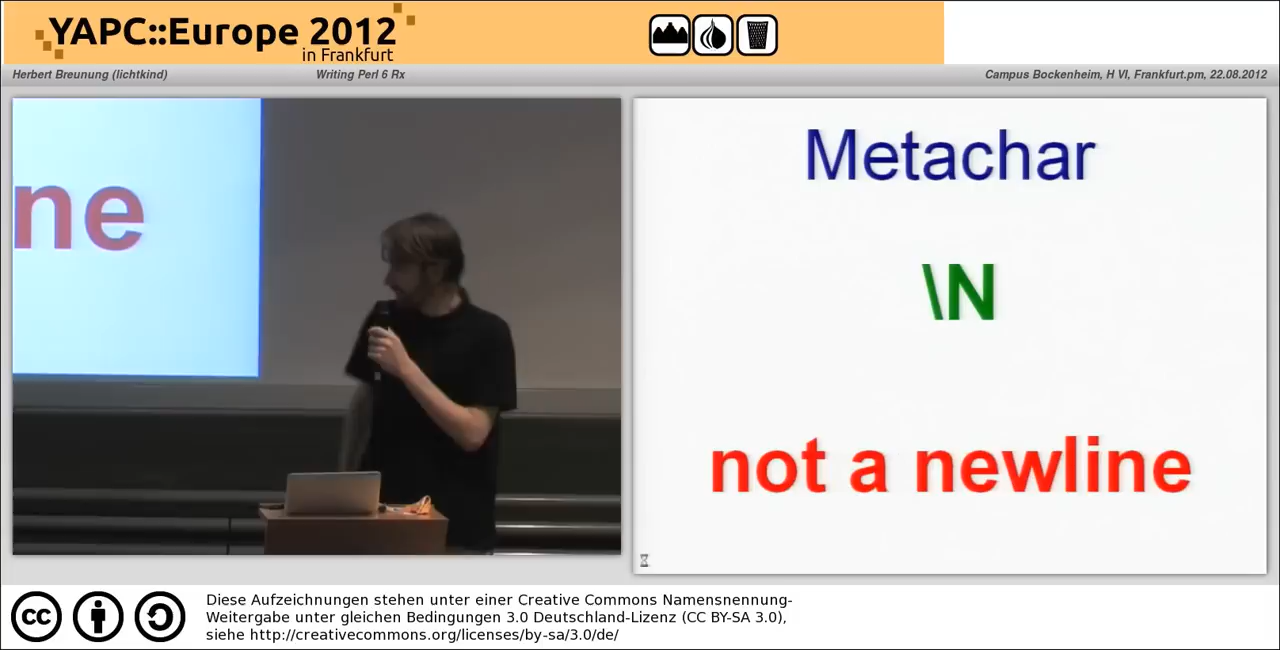 YAPC::Europe 2012
in Frankfurt
Herbert Breunung (lichtkind)
Writing Perl 6 Rx
Campus Bockenheim, H VI, Frankfurt.pm, 22.08.2012
ne
Metachar
\N
not a newline
cc
Diese Aufzeichnungen stehen unter einer Creative Commons Namensnennung-
Weitergabe unter gleichen Bedingungen 3.0 Deutschland-Lizenz (CC BY-SA 3.0),
siehe http://creativecommons.org/licenses/by-sa/3.0/de/